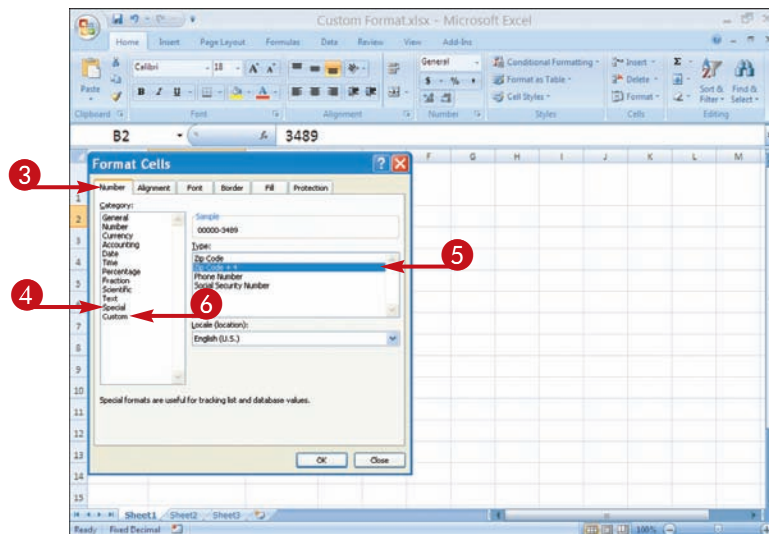 Custom Format.xlsx - Microsoft Excel
Home Insert Page Layout Formulas Data Review View Add-Ins
Calibri 18 General Conditional Formatting Insert
Paste $ % Format as Table Delete Sort & Find &
B I U Cell Styles Format Filter Select
Clipboard Font Alignment Number Styles Cells Editing
B2 3489
F G H I J K L M
Format Cells
3
Number Alignment Font Border Fill Protection
Category:
General
Number
Currency
Accounting
Date
Time
Percentage
Fraction
Scientific
Text
Special
Custom
Sample
00000-3489
Type:
Zip Code
Zip Code + 4
Phone Number
Social Security Number
5
4
6
Locale (location):
English (U.S.)
Special formats are useful for tracking list and database values.
OK Close
1
2
3
4
5
7
8
9
10
11
12
13
14
15
Sheet1 Sheet2 Sheet3
Ready Fixed Decimal 100%